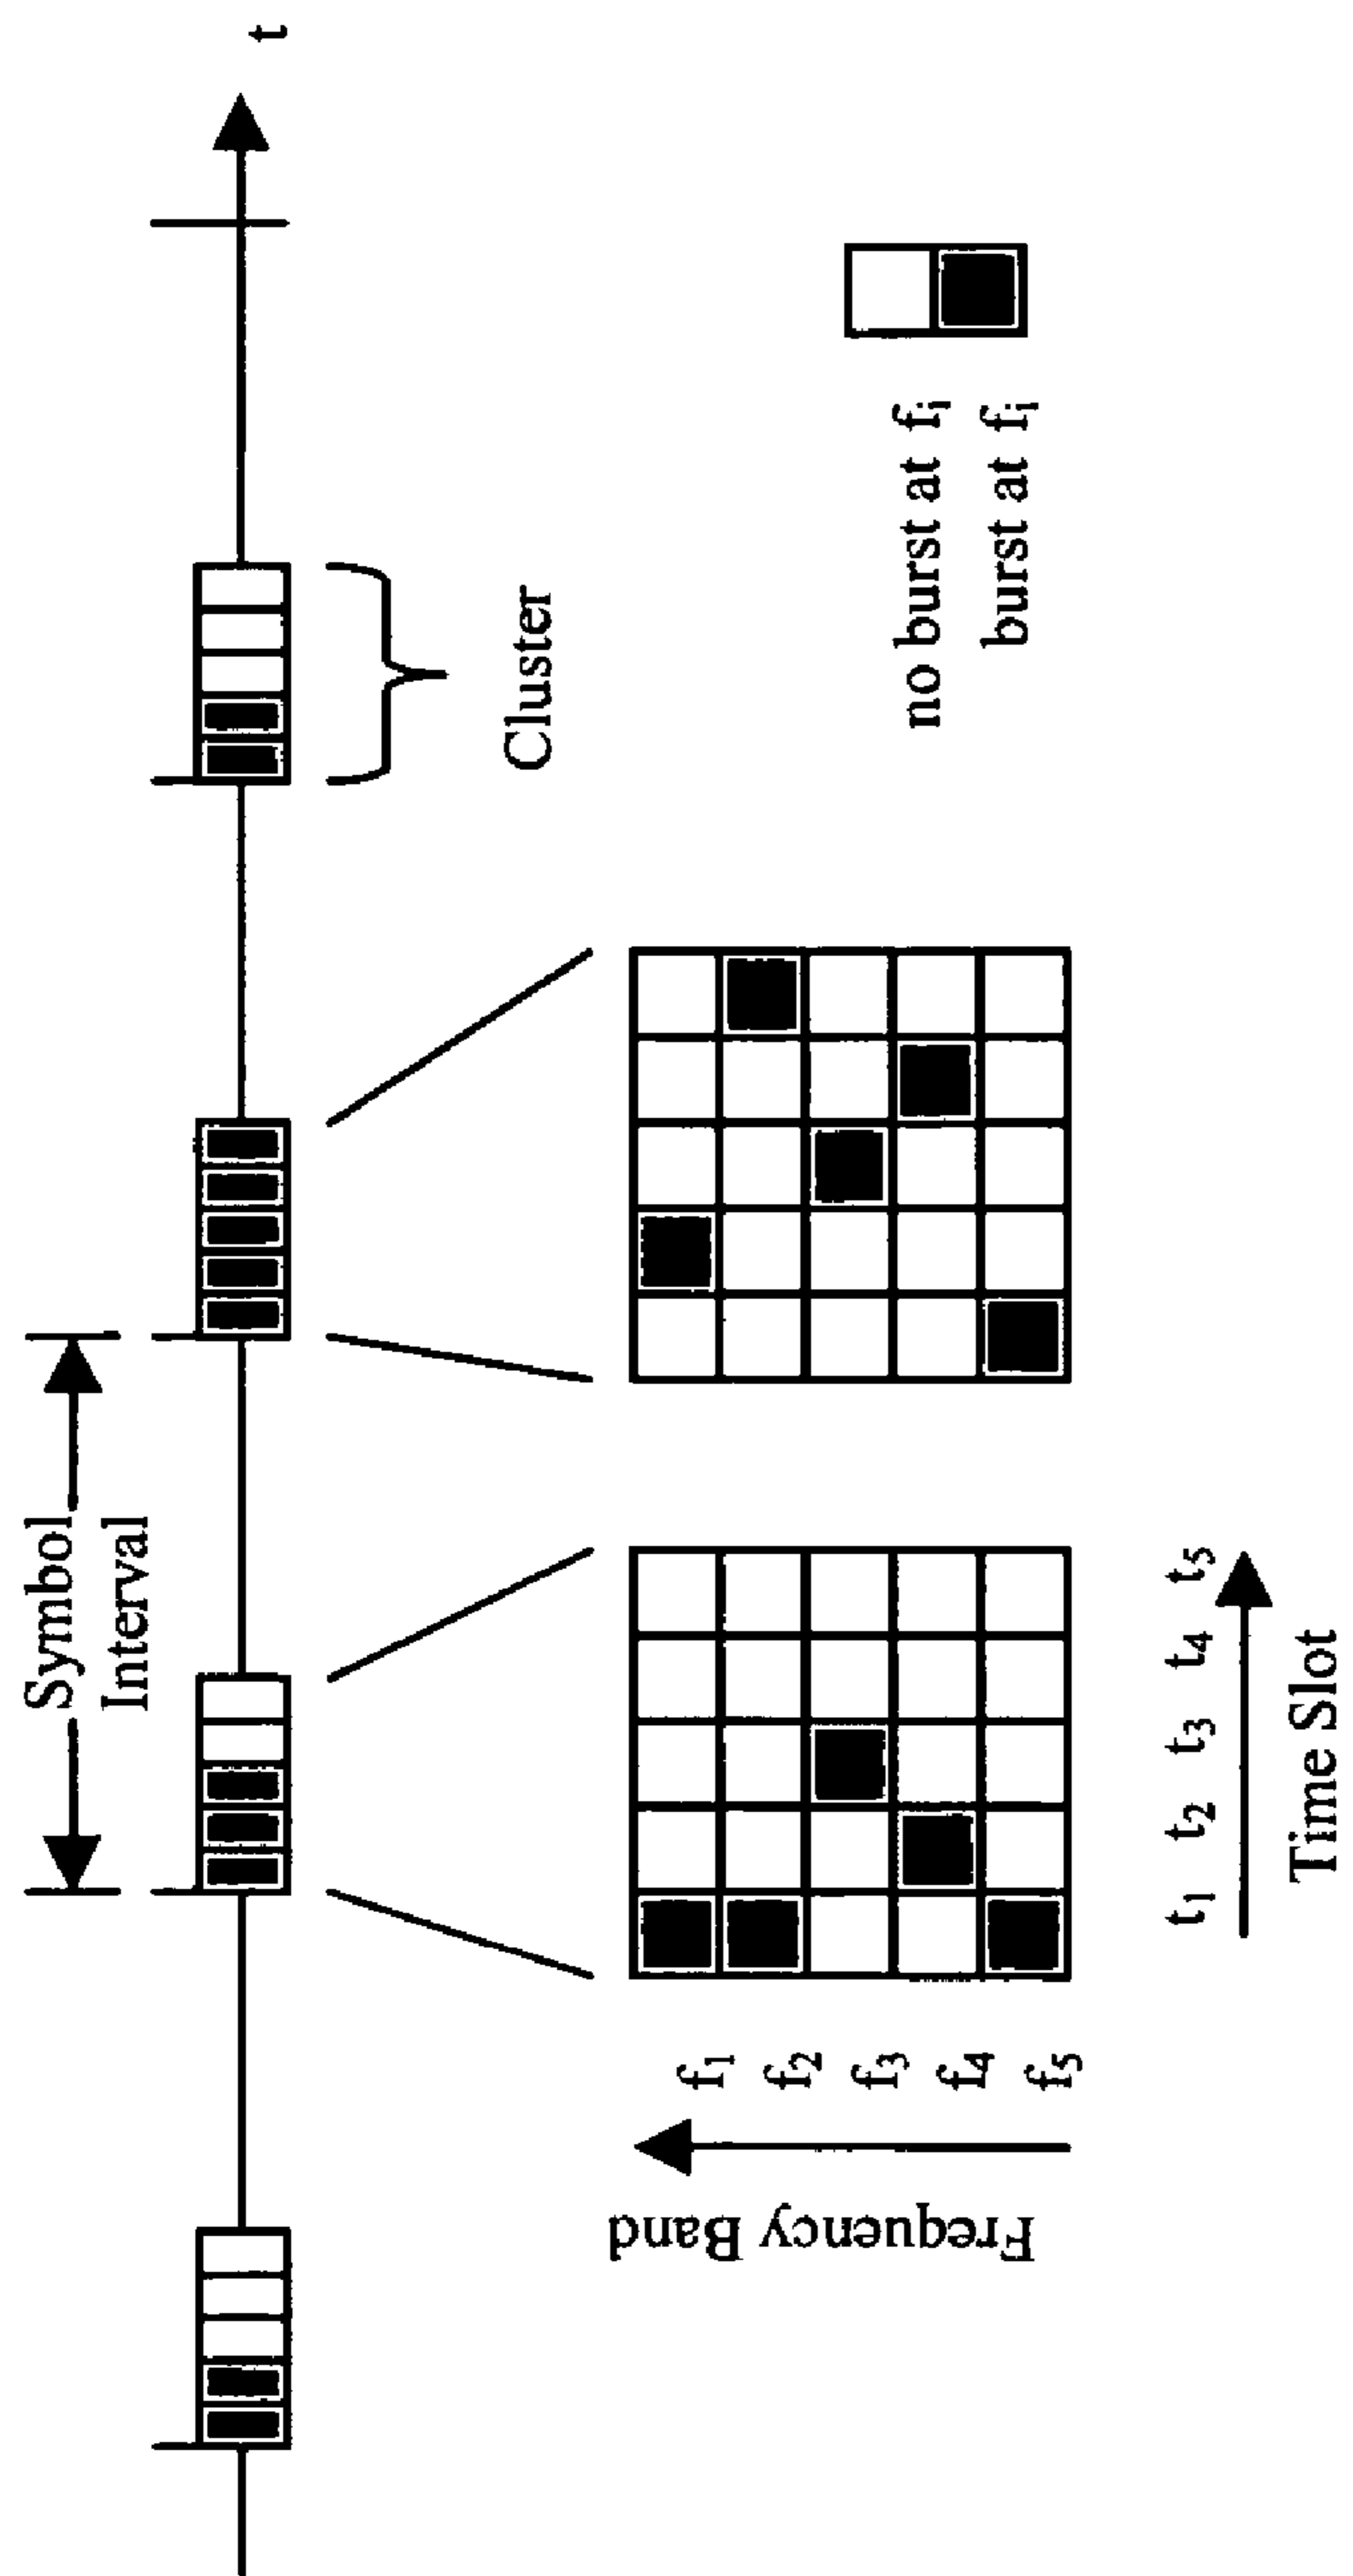 Symbol
Interval
t
Cluster
Frequency Band
f₁
f₂
f₃
f₄
f₅
t₁ t₂ t₃ t₄ t₅
Time Slot
no burst at fᵢ
burst at fᵢ